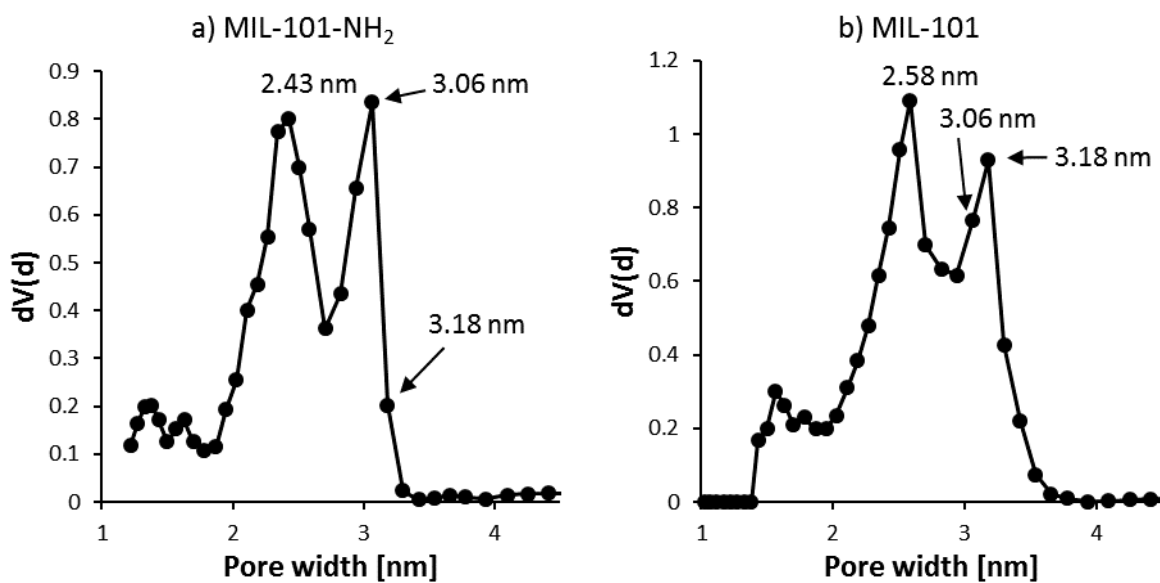 a) MIL-101-NH₂
dV(d)
0.9
0.8
0.7
0.6
0.5
0.4
0.3
0.2
0.1
0
2.43 nm
3.06 nm
3.18 nm
1
2
3
4
Pore width [nm]
b) MIL-101
dV(d)
1.2
1
0.8
0.6
0.4
0.2
0
2.58 nm
3.06 nm
3.18 nm
1
2
3
4
Pore width [nm]